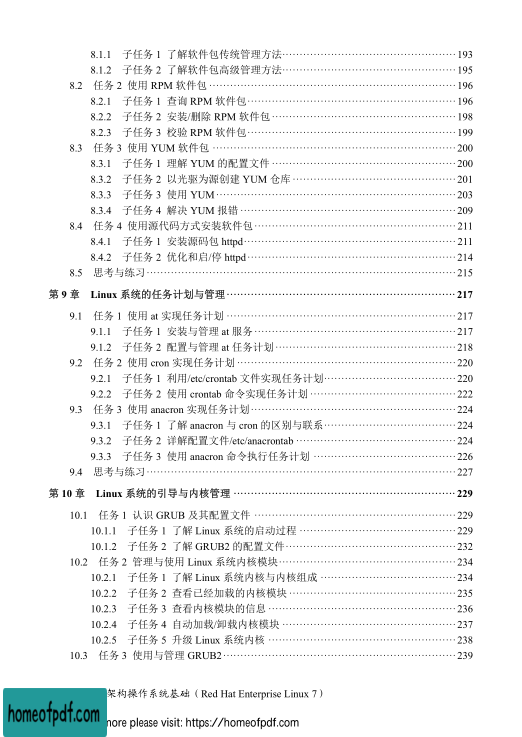 8.1.1 子任务 1 了解软件包传统管理方法 193
8.1.2 子任务 2 了解软件包高级管理方法 195
8.2 任务 2 使用 RPM 软件包 196
8.2.1 子任务 1 查询 RPM 软件包 196
8.2.2 子任务 2 安装/删除 RPM 软件包 198
8.2.3 子任务 3 校验 RPM 软件包 199
8.3 任务 3 使用 YUM 软件包 200
8.3.1 子任务 1 理解 YUM 的配置文件 200
8.3.2 子任务 2 以光驱为源创建 YUM 仓库 201
8.3.3 子任务 3 使用 YUM 203
8.3.4 子任务 4 解决 YUM 报错 209
8.4 任务 4 使用源代码方式安装软件包 211
8.4.1 子任务 1 安装源码包 httpd 211
8.4.2 子任务 2 优化和启/停 httpd 214
8.5 思考与练习 215
第 9 章 Linux 系统的任务计划与管理 217
9.1 任务 1 使用 at 实现任务计划 217
9.1.1 子任务 1 安装与管理 at 服务 217
9.1.2 子任务 2 配置与管理 at 任务计划 218
9.2 任务 2 使用 cron 实现任务计划 220
9.2.1 子任务 1 利用/etc/crontab 文件实现任务计划 220
9.2.2 子任务 2 使用 crontab 命令实现任务计划 222
9.3 任务 3 使用 anacron 实现任务计划 224
9.3.1 子任务 1 了解 anacron 与 cron 的区别与联系 224
9.3.2 子任务 2 详解配置文件/etc/anacrontab 224
9.3.3 子任务 3 使用 anacron 命令执行任务计划 226
9.4 思考与练习 227
第 10 章 Linux 系统的引导与内核管理 229
10.1 任务 1 认识 GRUB 及其配置文件 229
10.1.1 子任务 1 了解 Linux 系统的启动过程 229
10.1.2 子任务 2 了解 GRUB2 的配置文件 232
10.2 任务 2 管理与使用 Linux 系统内核模块 234
10.2.1 子任务 1 了解 Linux 系统内核与内核组成 234
10.2.2 子任务 2 查看已经加载的内核模块 235
10.2.3 子任务 3 查看内核模块的信息 236
10.2.4 子任务 4 自动加载/卸载内核模块 237
10.2.5 子任务 5 升级 Linux 系统内核 238
10.3 任务 3 使用与管理 GRUB2 239
架构操作系统基础（Red Hat Enterprise Linux 7）
homeofpdf.com
more please visit: https://homeofpdf.com